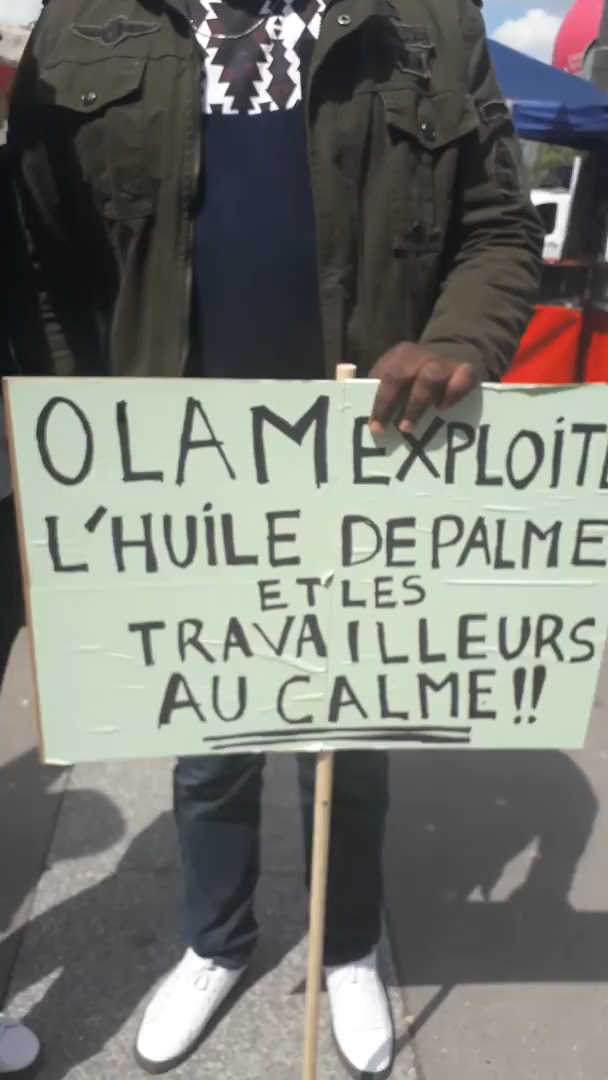 OLAM EXPLOiTE
L'HUiLE DE PALME
ET LES
TRAVAILLEURS
AU CALME!!